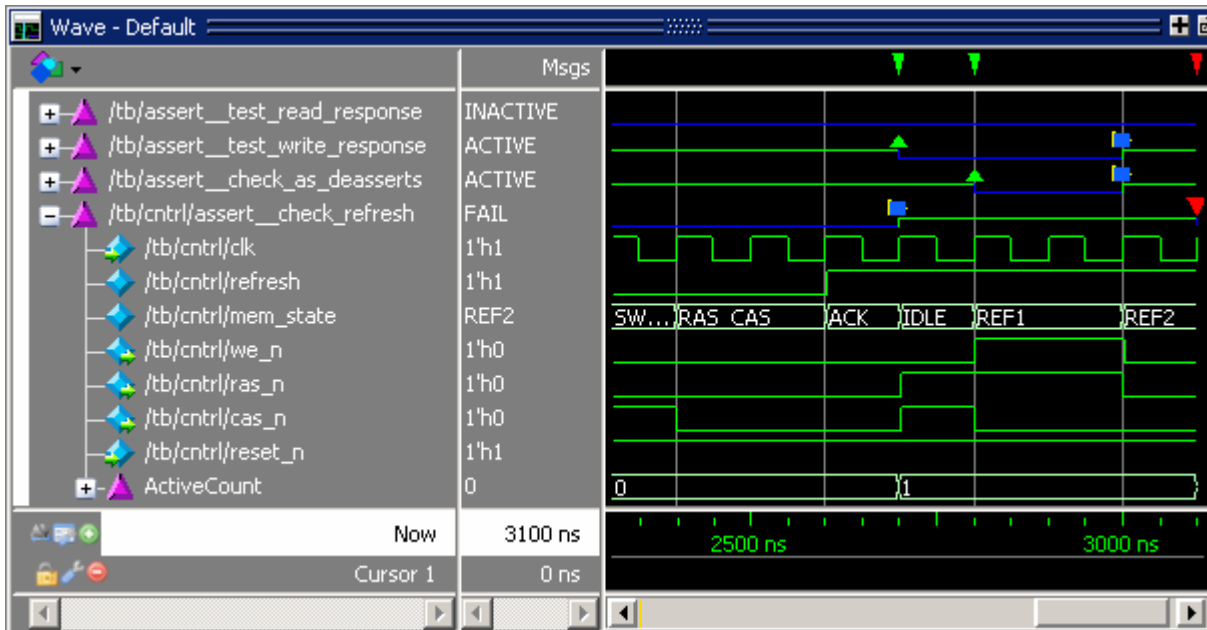 Wave - Default
Msgs
/tb/assert__test_read_response INACTIVE
/tb/assert__test_write_response ACTIVE
/tb/assert__check_as_deasserts ACTIVE
/tb/cntrl/assert__check_refresh FAIL
/tb/cntrl/clk 1'h1
/tb/cntrl/refresh 1'h1
/tb/cntrl/mem_state REF2 SW... RAS CAS ACK IDLE REF1 REF2
/tb/cntrl/we_n 1'h0
/tb/cntrl/ras_n 1'h0
/tb/cntrl/cas_n 1'h0
/tb/cntrl/reset_n 1'h1
ActiveCount 0 0 1
Now 3100 ns 2500 ns 3000 ns
Cursor 1 0 ns